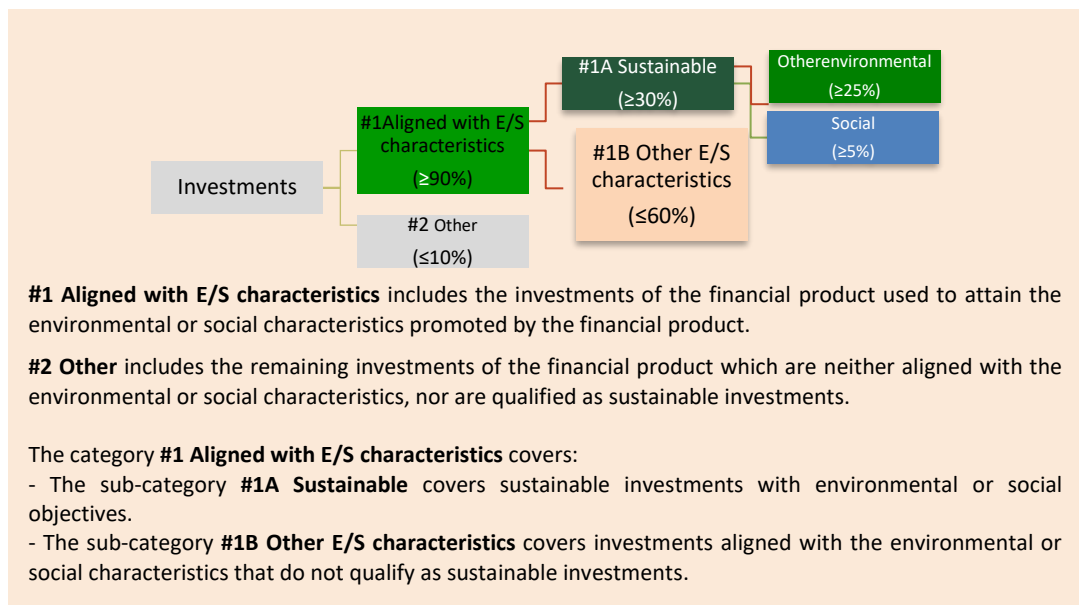 #1A Sustainable
(≥30%)
Otherenvironmental
(≥25%)
Social
(≥5%)
#1Aligned with E/S
characteristics
(≥90%)
#1B Other E/S
characteristics
(≤60%)
Investments
#2 Other
(≤10%)
#1 Aligned with E/S characteristics includes the investments of the financial product used to attain the
environmental or social characteristics promoted by the financial product.
#2 Other includes the remaining investments of the financial product which are neither aligned with the
environmental or social characteristics, nor are qualified as sustainable investments.
The category #1 Aligned with E/S characteristics covers:
- The sub-category #1A Sustainable covers sustainable investments with environmental or social
objectives.
- The sub-category #1B Other E/S characteristics covers investments aligned with the environmental or
social characteristics that do not qualify as sustainable investments.